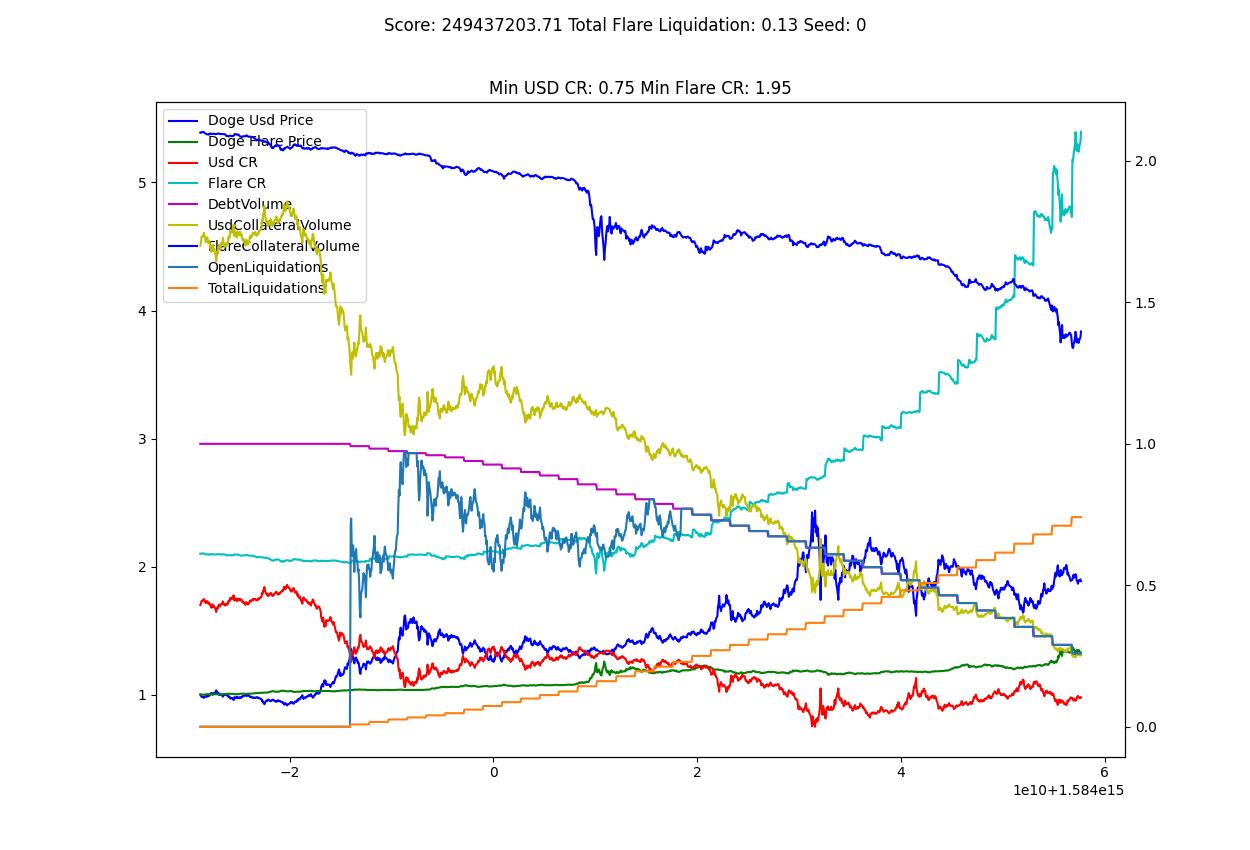 Score: 249437203.71 Total Flare Liquidation: 0.13 Seed: 0
Min USD CR: 0.75 Min Flare CR: 1.95
Doge Usd Price
Doge Flare Price
Usd CR
Flare CR
DebtVolume
UsdCollateralVolume
FlareCollateralVolume
OpenLiquidations
TotalLiquidations
5
4
3
2
1
2.0
1.5
1.0
0.5
0.0
−2
0
2
4
6
1e10+1.584e15